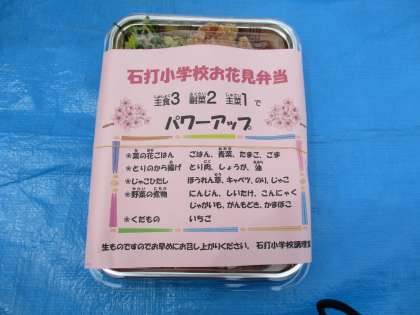 石打小学校お花見弁当
主食3 副菜2 主菜1で
パワーアップ
*菜の花ごはん ごはん、青菜、たまご、ごま
*とりのから揚げ とり肉、しょうが、油
*じゃこひたし ほうれん草、キャベツ、のり、じゃこ
*野菜の煮物 にんじん、しいたけ、こんにゃく
じゃがいも、がんもどき、かまぼこ
*くだもの いちご
生ものですのでお早めにお召し上がりください。 石打小学校調理室